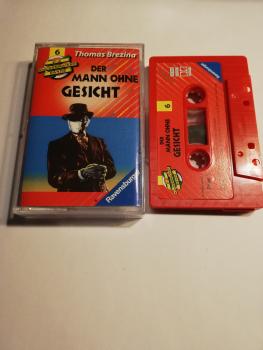 6
Thomas Brezina
DER
MANN OHNE
GESICHT
Ravensburger
6
DER
MANN OHNE
GESICHT